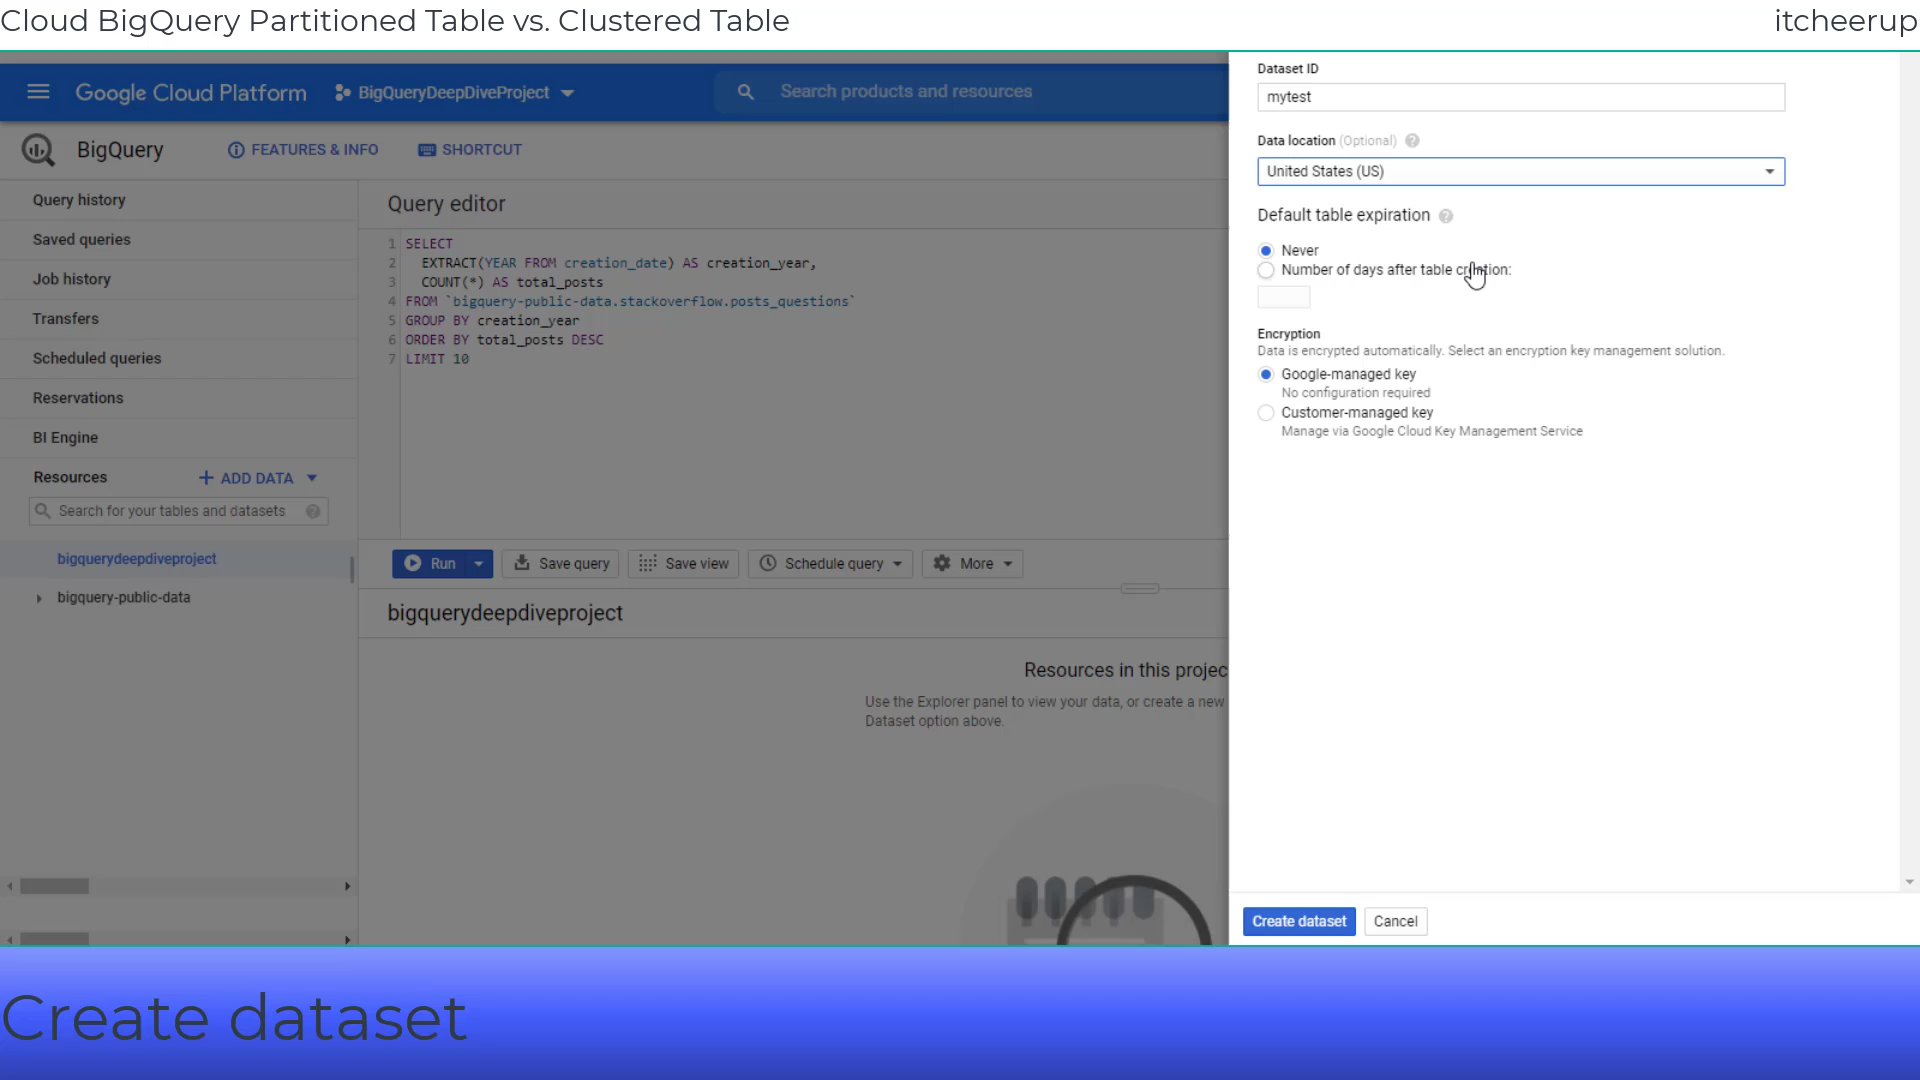 Cloud BigQuery Partitioned Table vs. Clustered Table
itcheerup
Google Cloud Platform
BigQueryDeepDiveProject
Search products and resources
BigQuery
FEATURES & INFO
SHORTCUT
Query history
Saved queries
Job history
Transfers
Scheduled queries
Reservations
BI Engine
Resources
ADD DATA
Search for your tables and datasets
bigquerydeepdiveproject
bigquery-public-data
Query editor
1 SELECT
2 EXTRACT(YEAR FROM creation_date) AS creation_year,
3 COUNT(*) AS total_posts
4 FROM `bigquery-public-data.stackoverflow.posts_questions`
5 GROUP BY creation_year
6 ORDER BY total_posts DESC
7 LIMIT 10
Run
Save query
Save view
Schedule query
More
bigquerydeepdiveproject
Resources in this projec
Use the Explorer panel to view your data, or create a new
Dataset option above.
Dataset ID
mytest
Data location (Optional)
United States (US)
Default table expiration
Never
Number of days after table creation:
Encryption
Data is encrypted automatically. Select an encryption key management solution.
Google-managed key
No configuration required
Customer-managed key
Manage via Google Cloud Key Management Service
Create dataset
Cancel
Create dataset